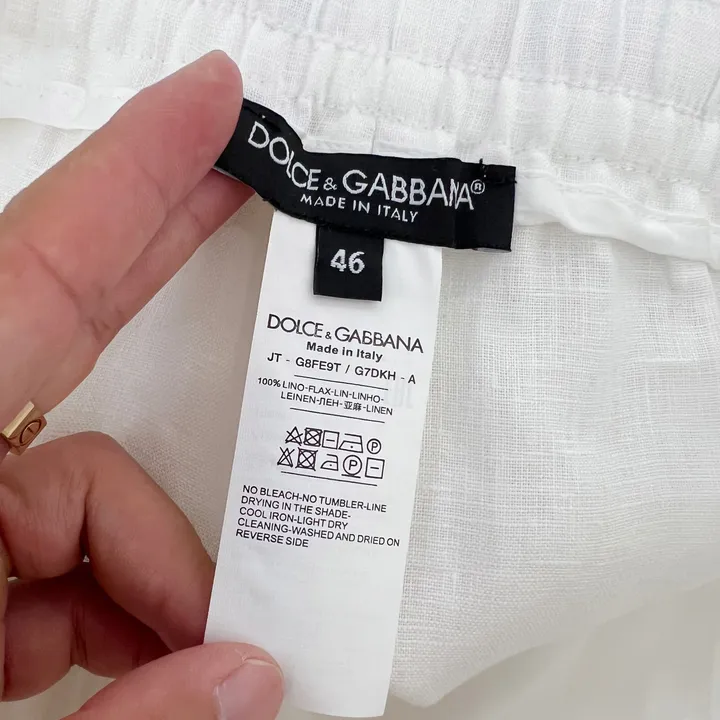 DOLCE & GABBANA®
MADE IN ITALY
46
DOLCE & GABBANA
Made in Italy
JT - G8FE9T / G7DKH - A
100% LINO-FLAX-LIN-LINHO-
LEINEN-ЛЕН-亚麻-LINEN
P
P
NO BLEACH-NO TUMBLER-LINE
DRYING IN THE SHADE-
COOL IRON-LIGHT DRY
CLEANING-WASHED AND DRIED ON
REVERSE SIDE